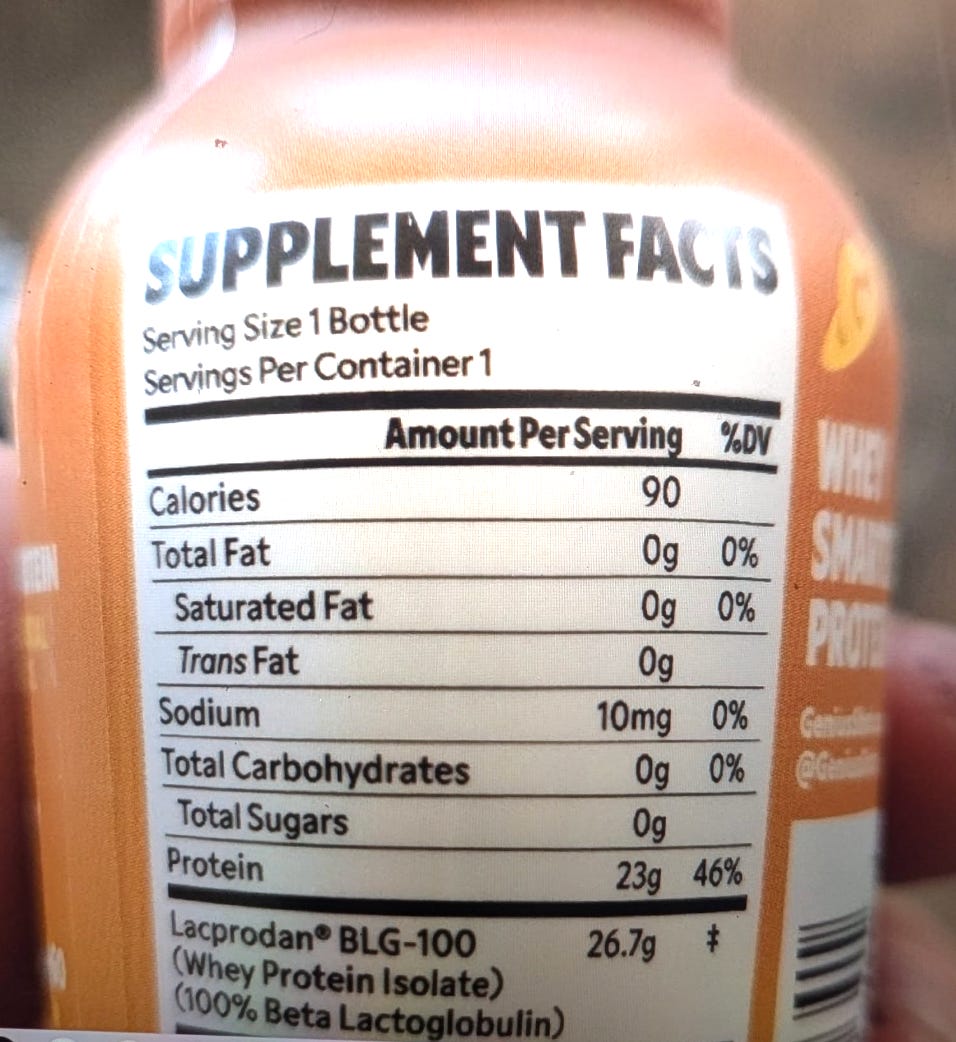 SUPPLEMENT FACTS
Serving Size 1 Bottle
Servings Per Container 1
Amount Per Serving %DV
Calories 90
Total Fat 0g 0%
Saturated Fat 0g 0%
Trans Fat 0g
Sodium 10mg 0%
Total Carbohydrates 0g 0%
Total Sugars 0g
Protein 23g 46%
Lacprodan® BLG-100 26.7g ‡
(Whey Protein Isolate)
(100% Beta Lactoglobulin)
WHEY